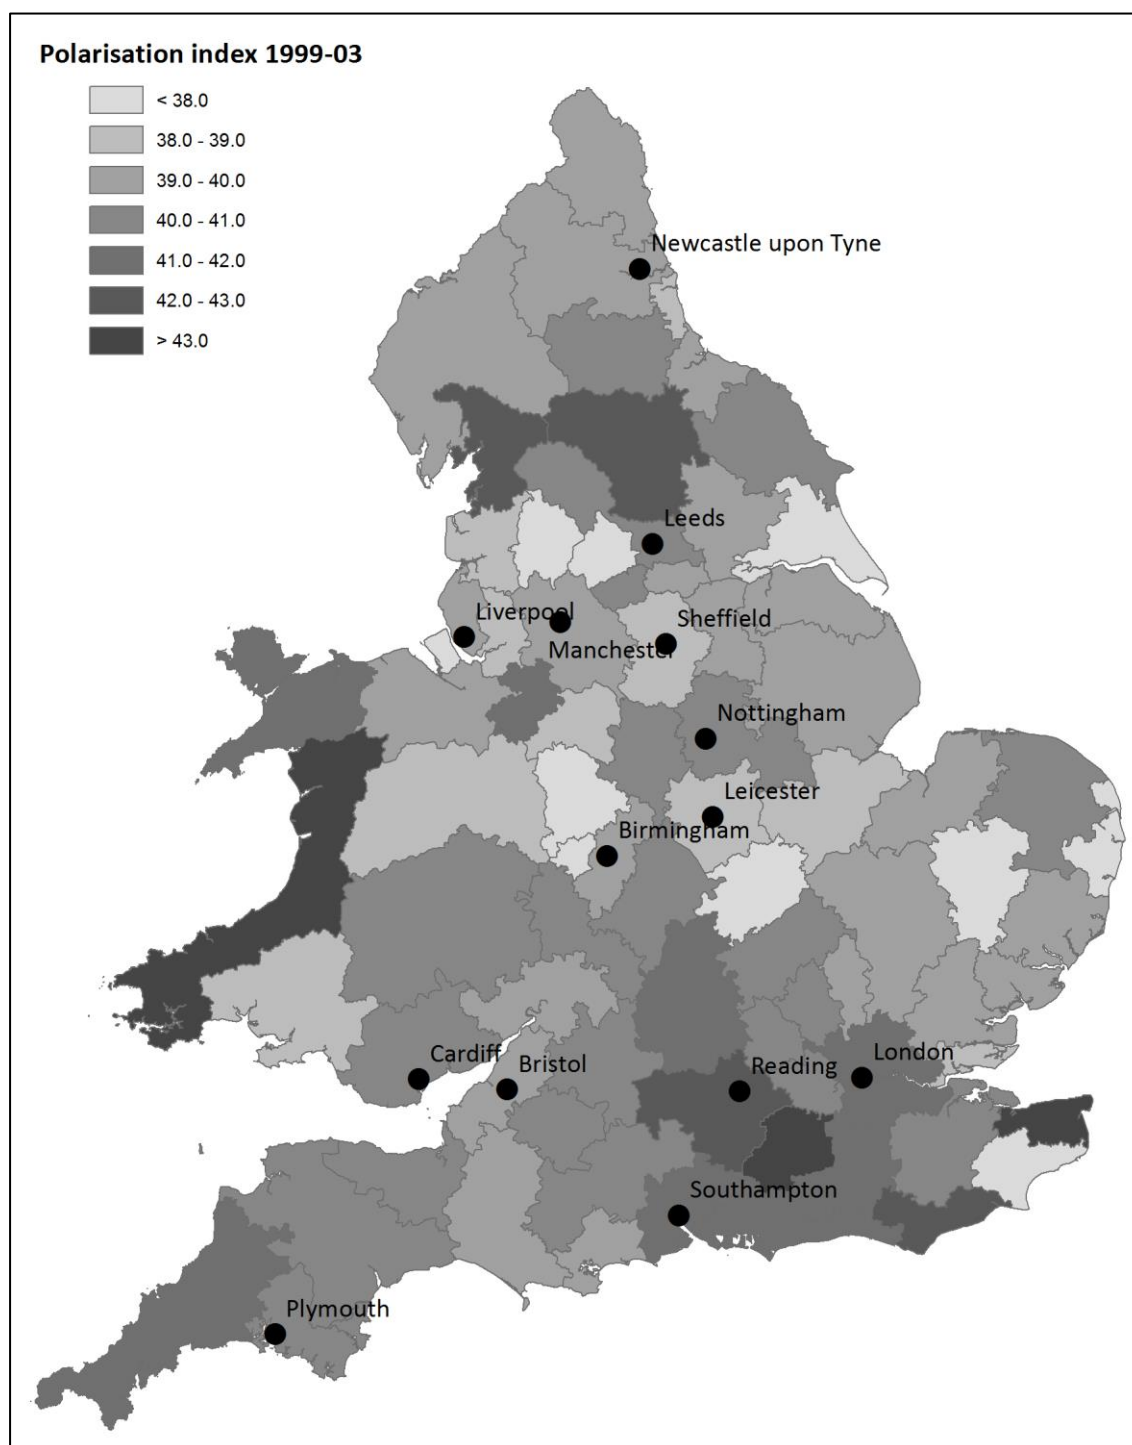 Polarisation index 1999-03
< 38.0
38.0 - 39.0
39.0 - 40.0
40.0 - 41.0
41.0 - 42.0
42.0 - 43.0
> 43.0
Newcastle upon Tyne
Leeds
Liverpool
Sheffield
Manchester
Nottingham
Leicester
Birmingham
Cardiff
Bristol
Reading
London
Southampton
Plymouth